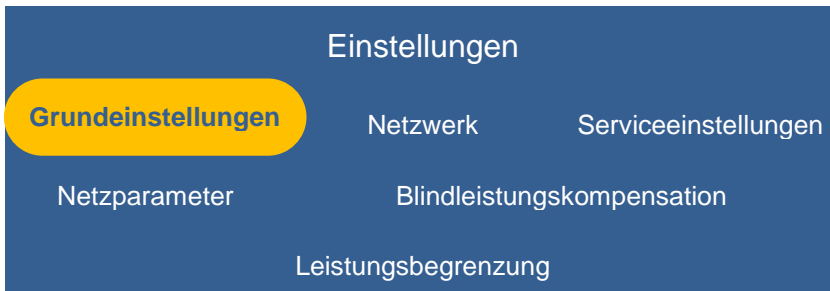 Einstellungen
Grundeinstellungen Netzwerk Serviceeinstellungen
Netzparameter Blindleistungskompensation
Leistungsbegrenzung